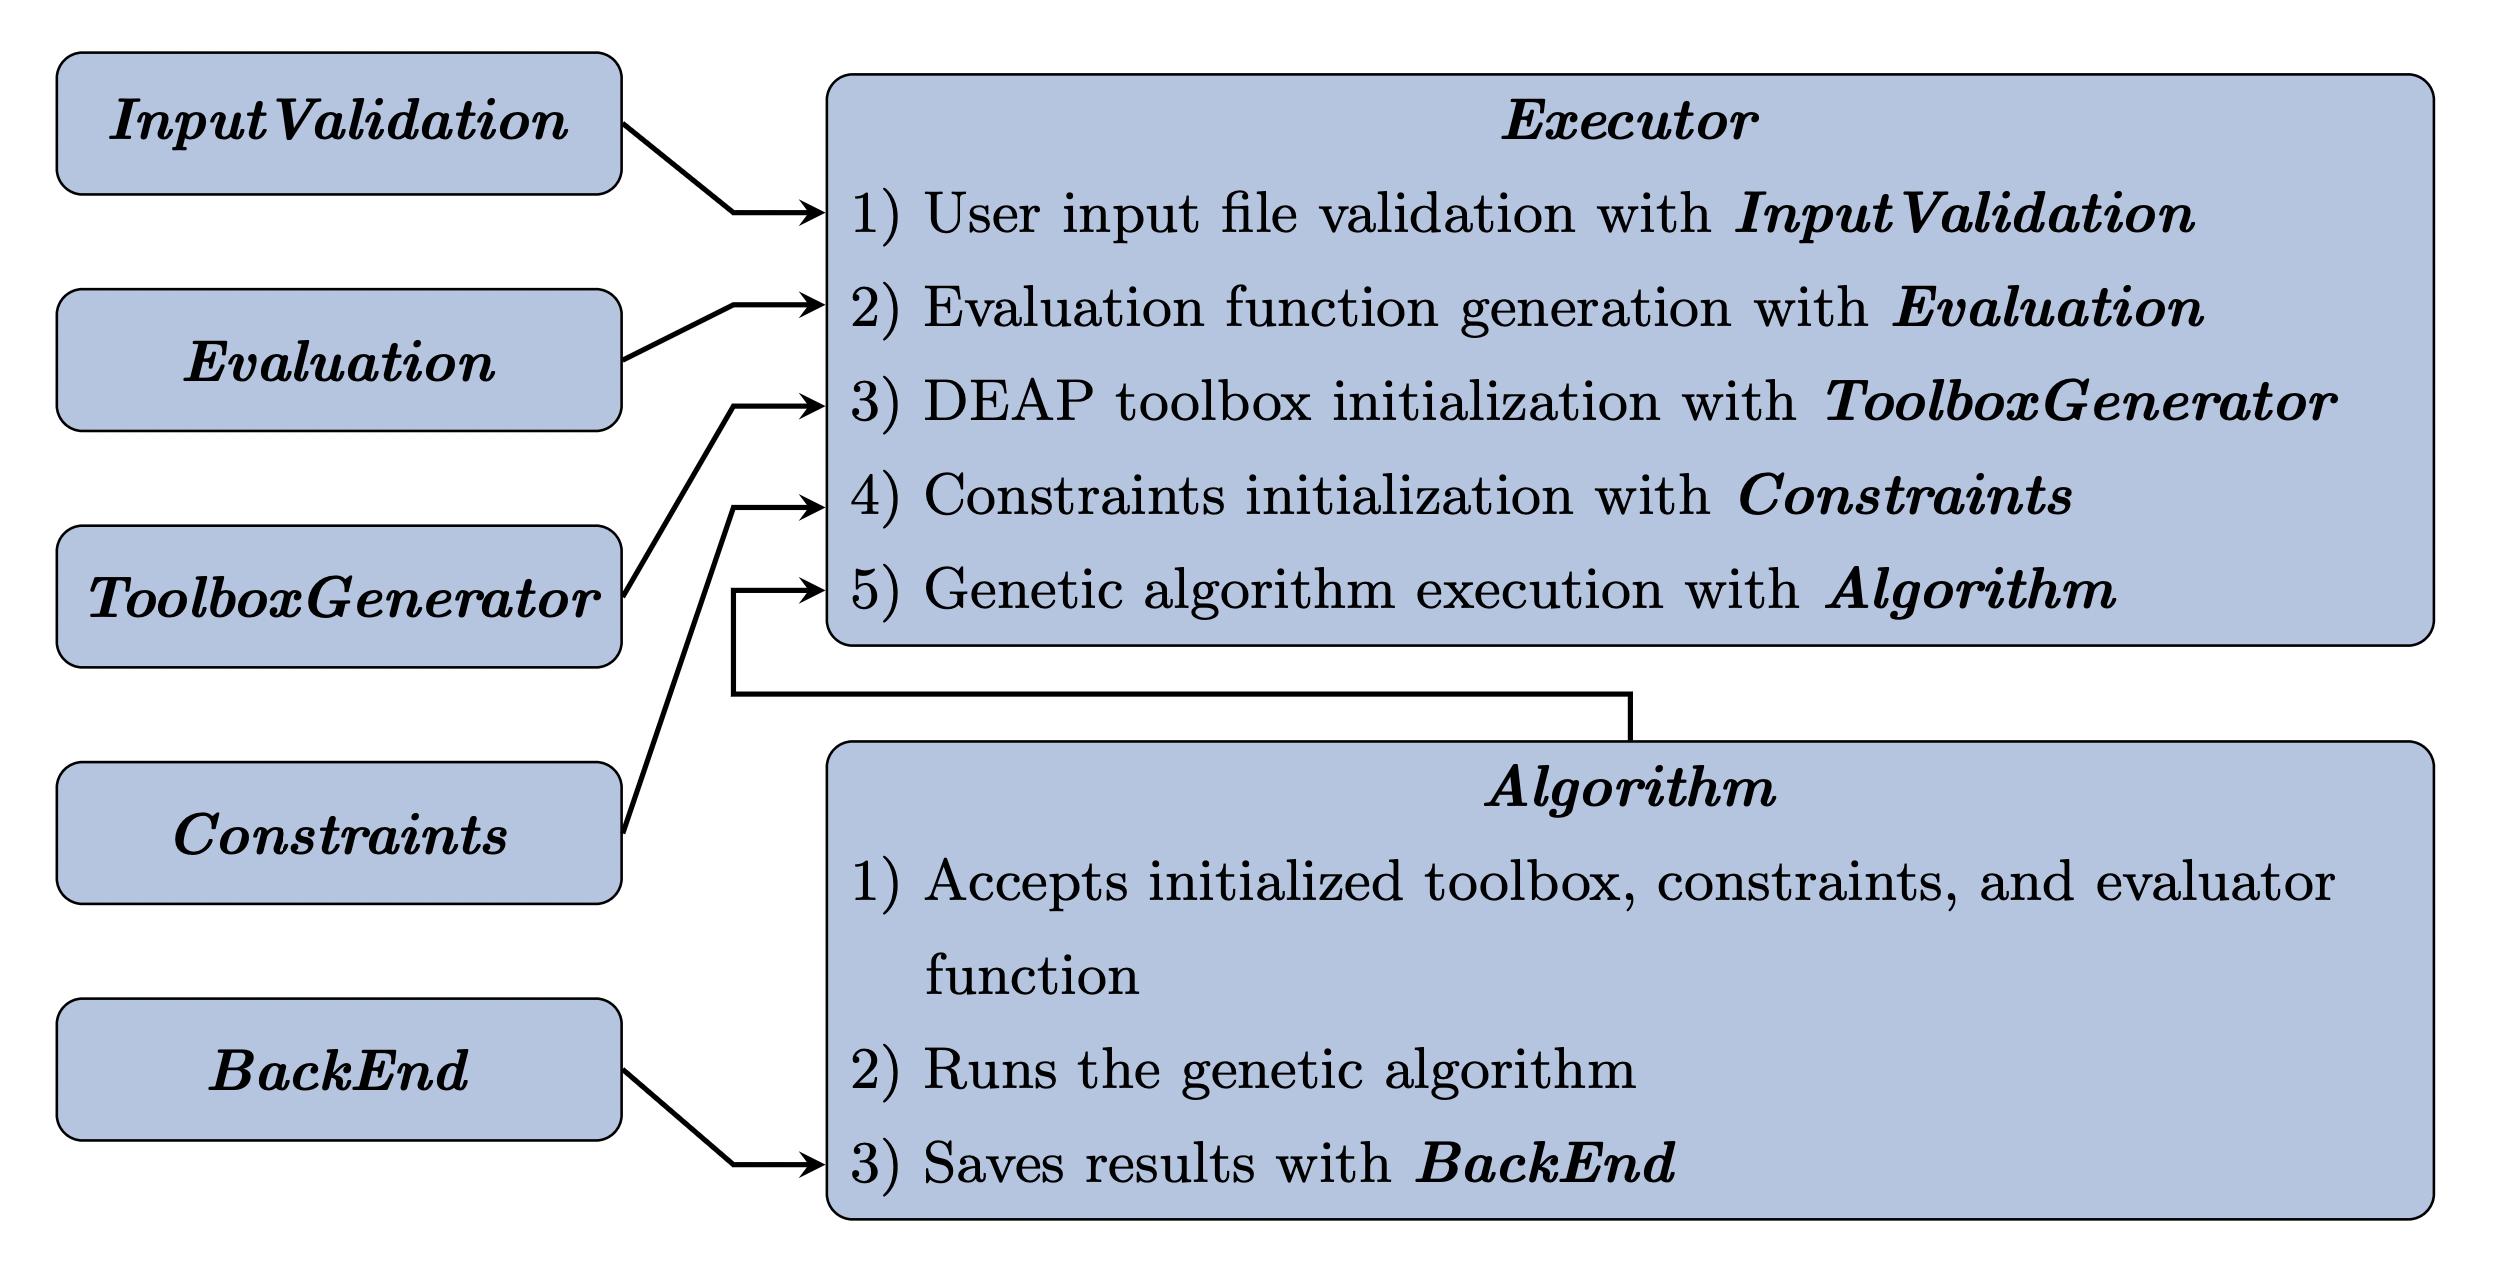 InputValidation
Evaluation
ToolboxGenerator
Constraints
BackEnd
Executor
1) User input file validation with InputValidation
2) Evaluation function generation with Evaluation
3) DEAP toolbox initialization with ToolboxGenerator
4) Constraints initialization with Constraints
5) Genetic algorithm execution with Algorithm
Algorithm
1) Accepts initialized toolbox, constraints, and evaluator
function
2) Runs the genetic algorithm
3) Saves results with BackEnd